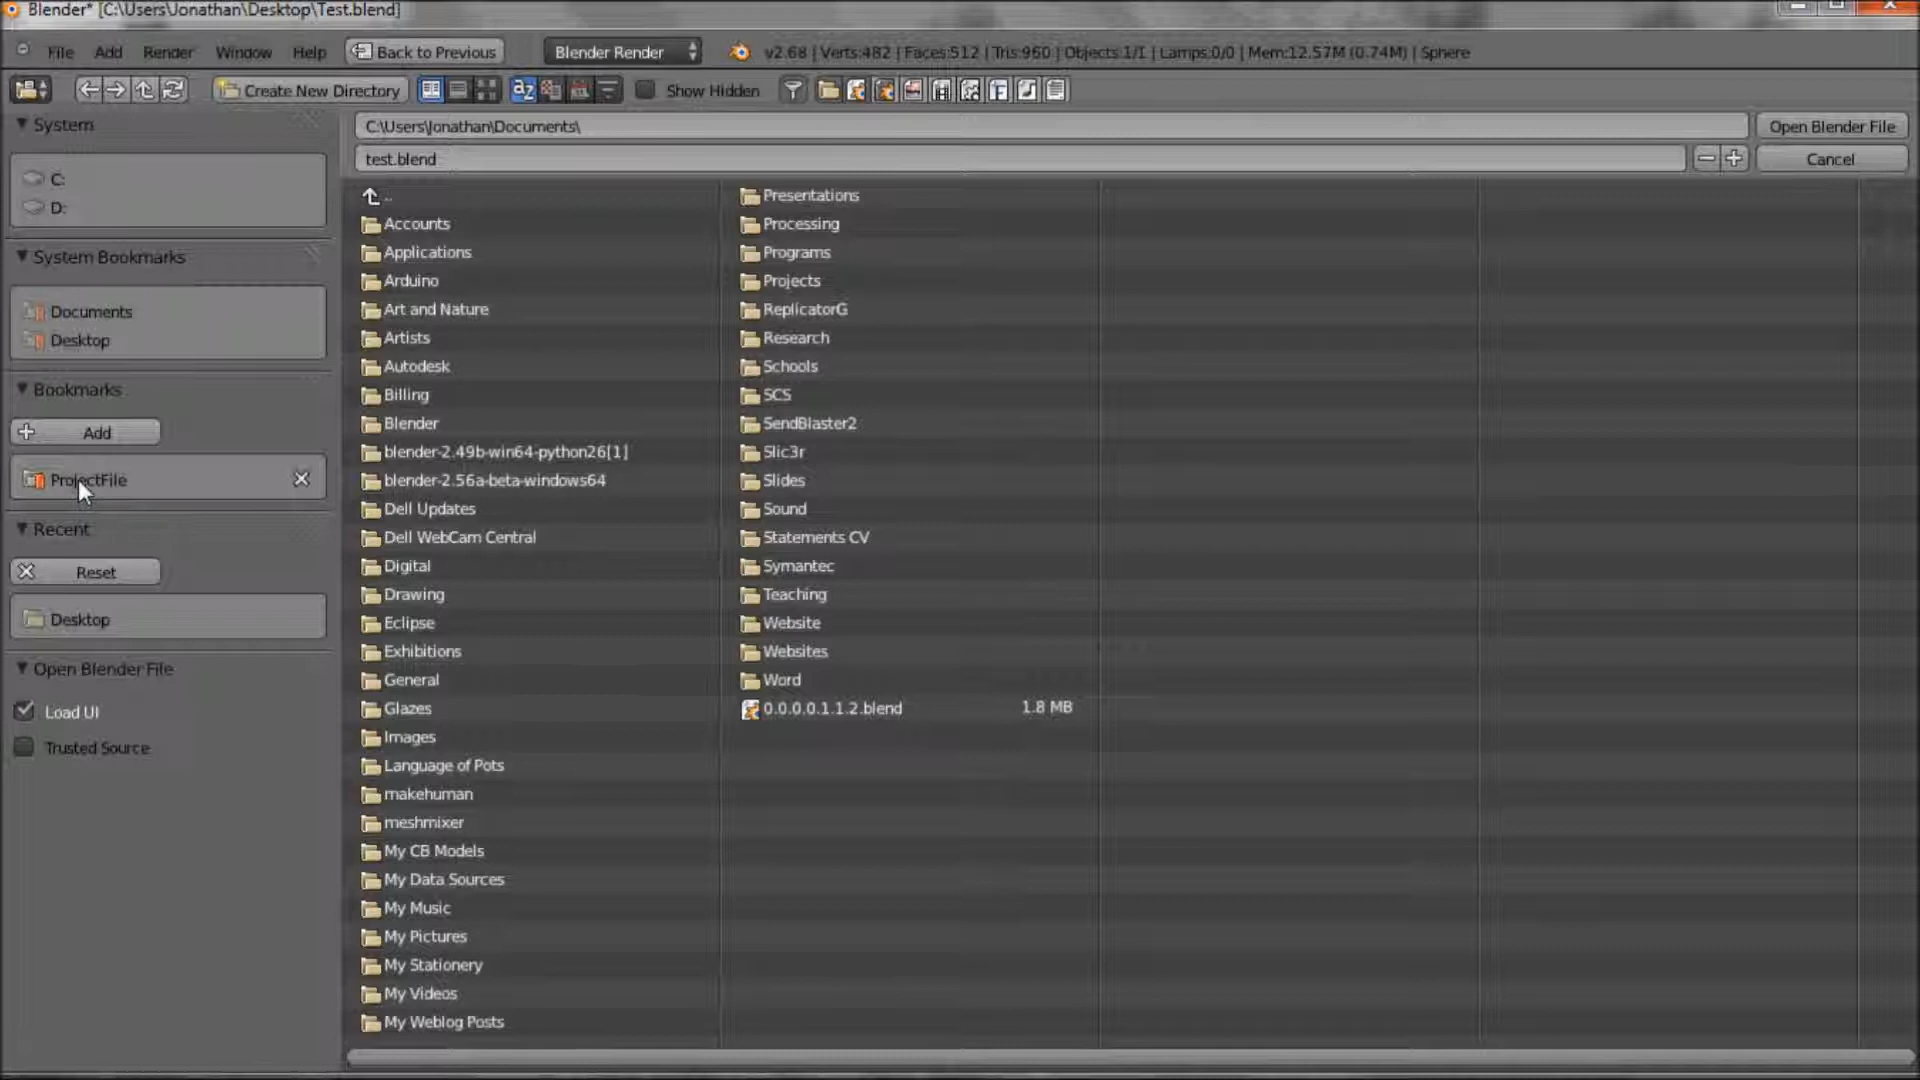 Blender* [C:\Users\Jonathan\Desktop\Test.blend]
File Add Render Window Help Back to Previous Blender Render v2.68 | Verts:482 | Faces:512 | Tris:960 | Objects:1/1 | Lamps:0/0 | Mem:12.57M (0.74M) | Sphere
Create New Directory Show Hidden
System
C:
D:
System Bookmarks
Documents
Desktop
Bookmarks
Add
ProjectFile
Recent
Reset
Desktop
Open Blender File
Load UI
Trusted Source
C:\Users\Jonathan\Documents\
Open Blender File
test.blend
Cancel
..
Accounts
Applications
Arduino
Art and Nature
Artists
Autodesk
Billing
Blender
blender-2.49b-win64-python26[1]
blender-2.56a-beta-windows64
Dell Updates
Dell WebCam Central
Digital
Drawing
Eclipse
Exhibitions
General
Glazes
Images
Language of Pots
makehuman
meshmixer
My CB Models
My Data Sources
My Music
My Pictures
My Stationery
My Videos
My Weblog Posts
Presentations
Processing
Programs
Projects
ReplicatorG
Research
Schools
SCS
SendBlaster2
Slic3r
Slides
Sound
Statements CV
Symantec
Teaching
Website
Websites
Word
0.0.0.0.1.1.2.blend 1.8 MB